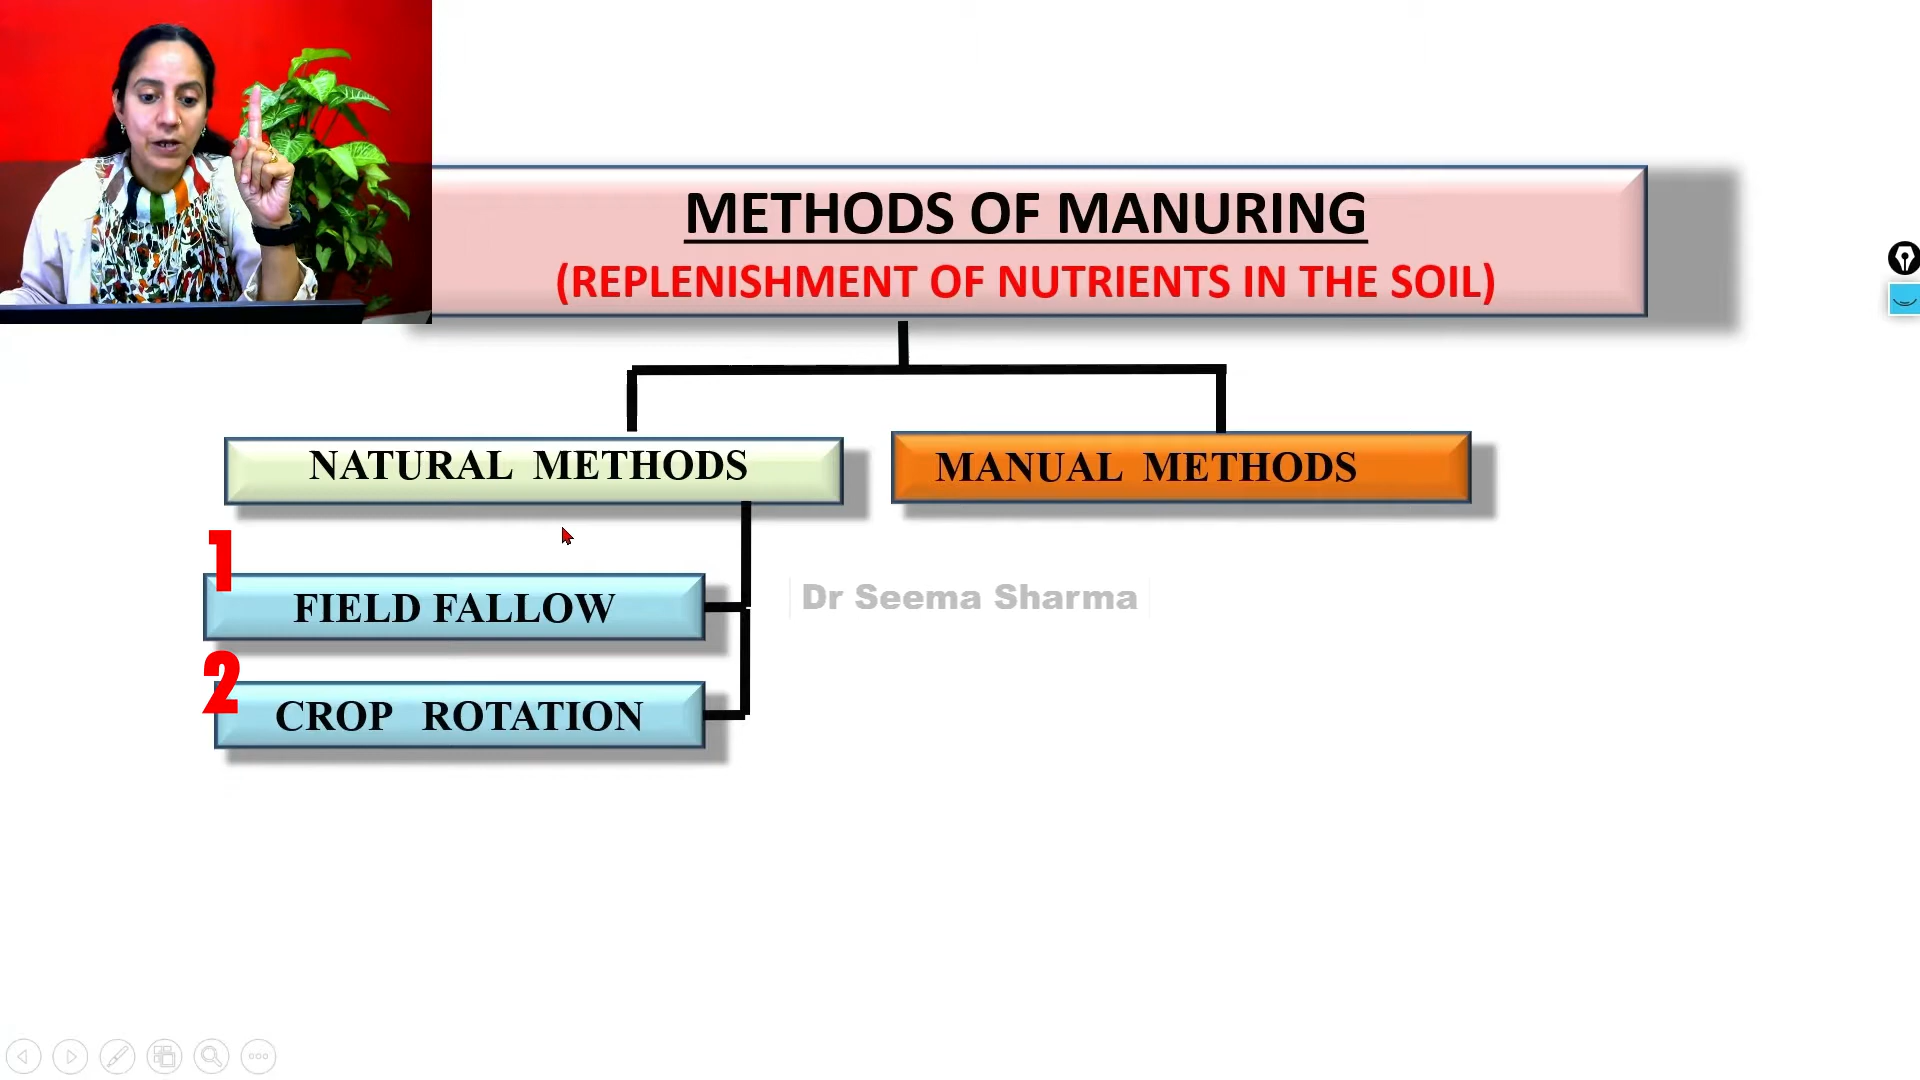 METHODS OF MANURING
(REPLENISHMENT OF NUTRIENTS IN THE SOIL)
NATURAL METHODS
MANUAL METHODS
1
FIELD FALLOW
Dr Seema Sharma
2
CROP ROTATION